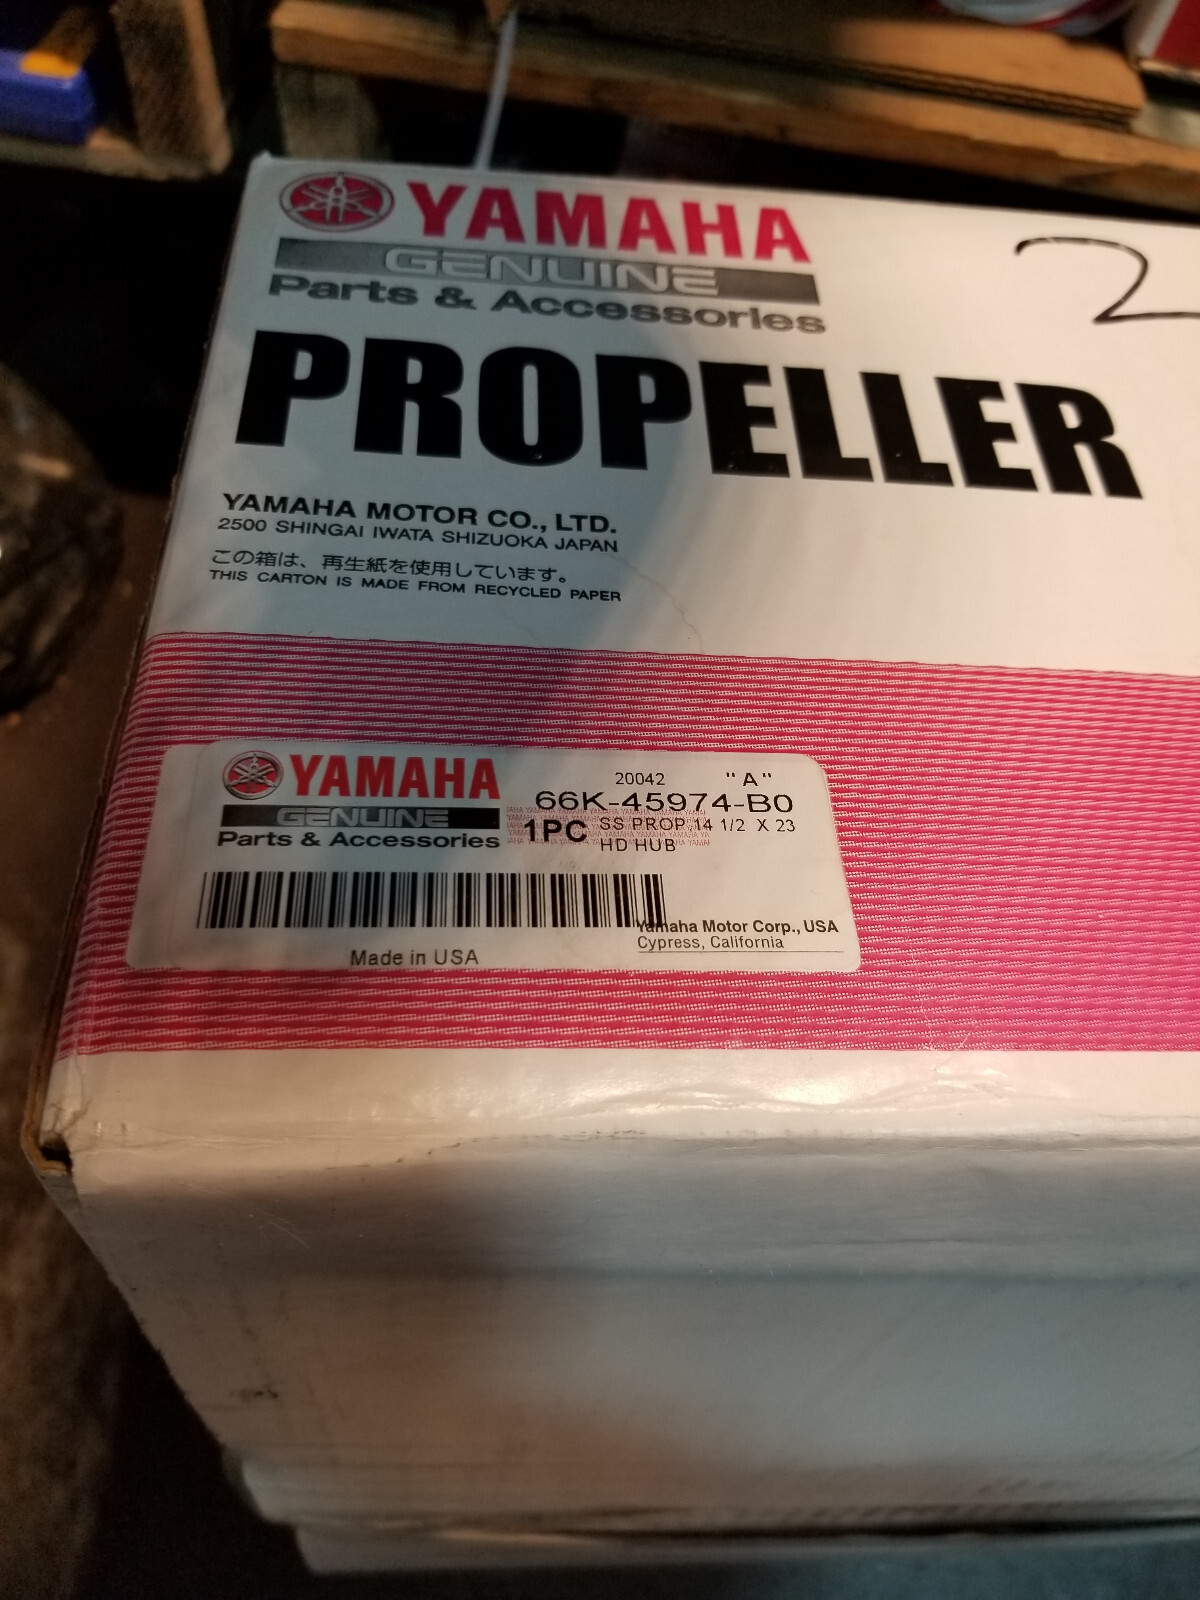 YAMAHA
GENUINE
Parts & Accessories
2
PROPELLER
YAMAHA MOTOR CO., LTD.
2500 SHINGAI IWATA SHIZUOKA JAPAN
この箱は、再生紙を使用しています。
THIS CARTON IS MADE FROM RECYCLED PAPER
YAMAHA
GENUINE
Parts & Accessories
20042 "A"
66K-45974-B0
1PC SS PROP 14 1/2 X 23
HD HUB
Yamaha Motor Corp., USA
Cypress, California
Made in USA